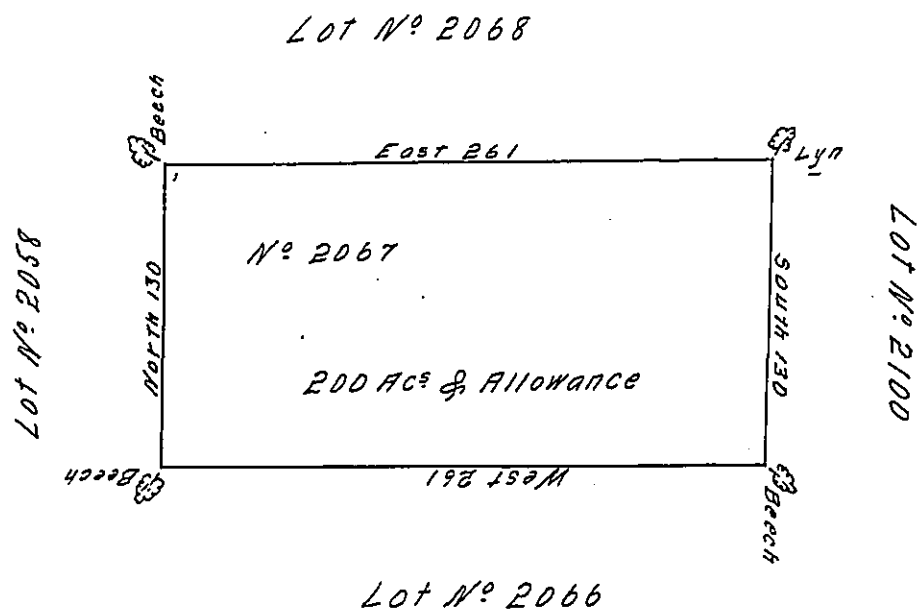 Lot Nº 2068
Beech
East 261
Lyn
Lot Nº 2058
North 130
Nº 2067
South 130
Lot Nº 2100
200 Acˢ & Allowance
Beech
West 261
Beech
Lot Nº 2066